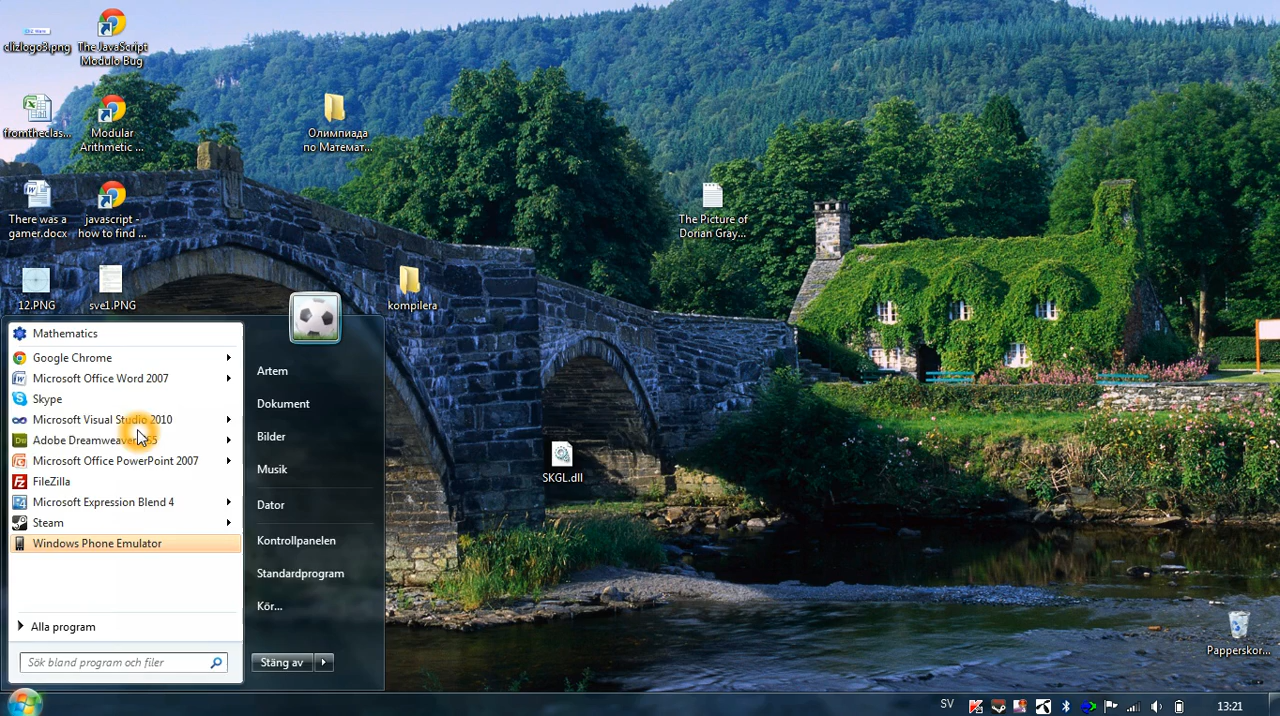 clizlogo3.png
The JavaScript
Modulo Bug
fromtheclas...
Modular
Arithmetic ...
Олимпиада
по Математ...
There was a
gamer.docx
javascript -
how to find ...
The Picture of
Dorian Gray...
12.PNG
sve1.PNG
kompilera
SKGL.dll
Papperskor...
Mathematics
Google Chrome
Microsoft Office Word 2007
Skype
Microsoft Visual Studio 2010
Adobe Dreamweaver
Microsoft Office PowerPoint 2007
FileZilla
Microsoft Expression Blend 4
Steam
Windows Phone Emulator
Alla program
Sök bland program och filer
Artem
Dokument
Bilder
Musik
Dator
Kontrollpanelen
Standardprogram
Kör...
Stäng av
SV
13:21